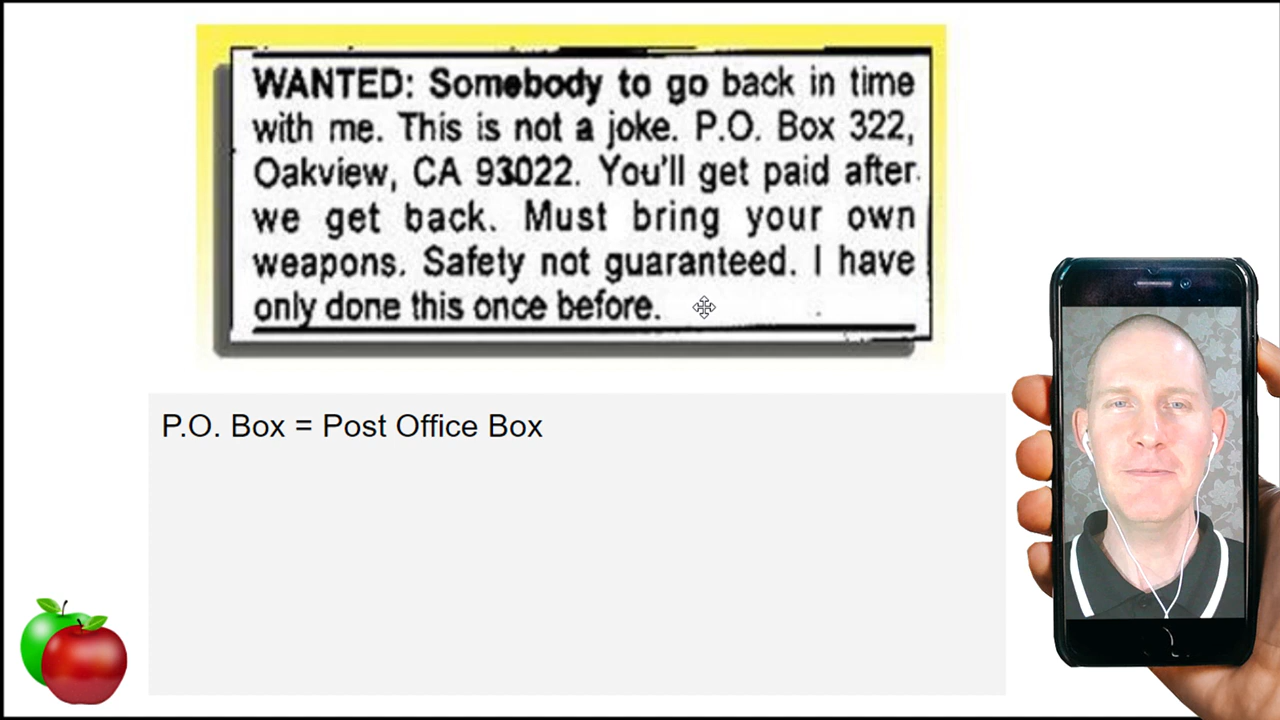 WANTED: Somebody to go back in time
with me. This is not a joke. P.O. Box 322,
Oakview, CA 93022. You'll get paid after
we get back. Must bring your own
weapons. Safety not guaranteed. I have
only done this once before.
P.O. Box = Post Office Box